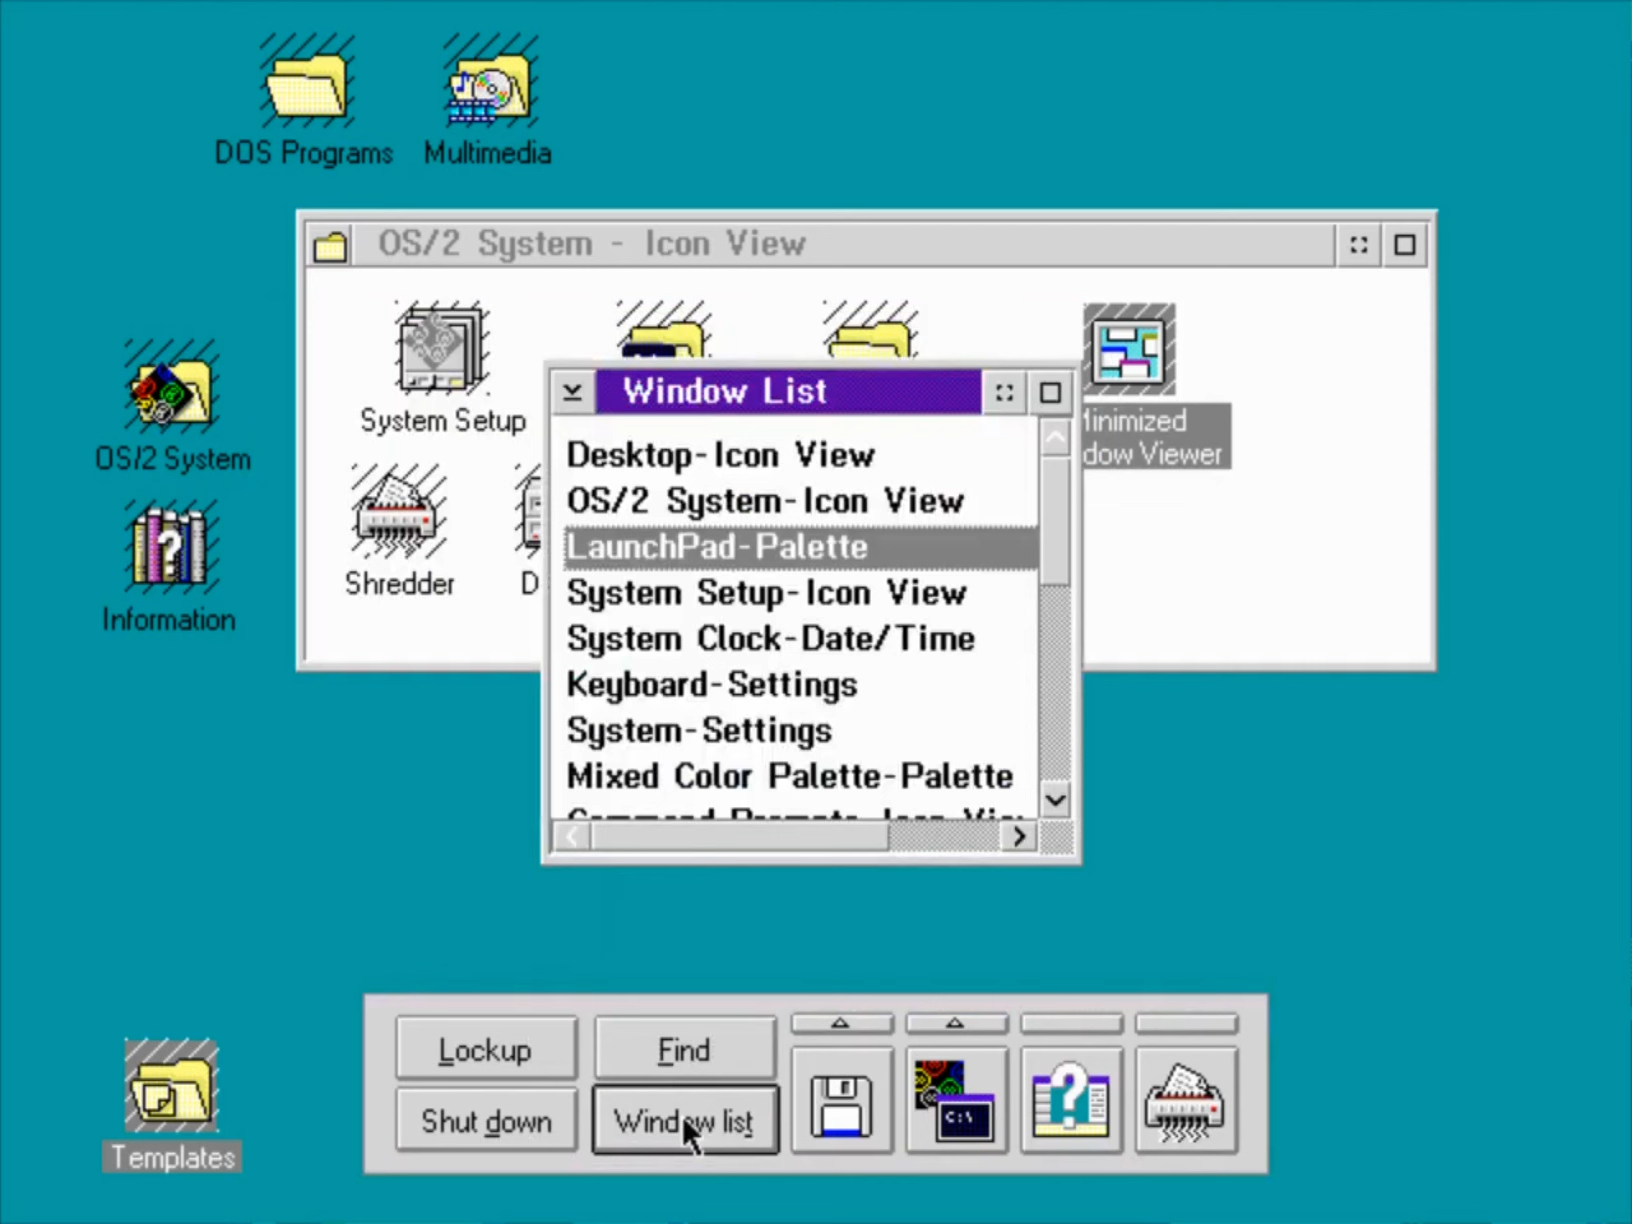 DOS Programs
Multimedia
OS/2 System - Icon View
System Setup
Minimized
dow Viewer
Window List
Desktop-Icon View
OS/2 System-Icon View
LaunchPad-Palette
System Setup-Icon View
System Clock-Date/Time
Keyboard-Settings
System-Settings
Mixed Color Palette-Palette
OS/2 System
Shredder
D
Information
Lockup
Find
Shut down
Window list
C:\
Templates